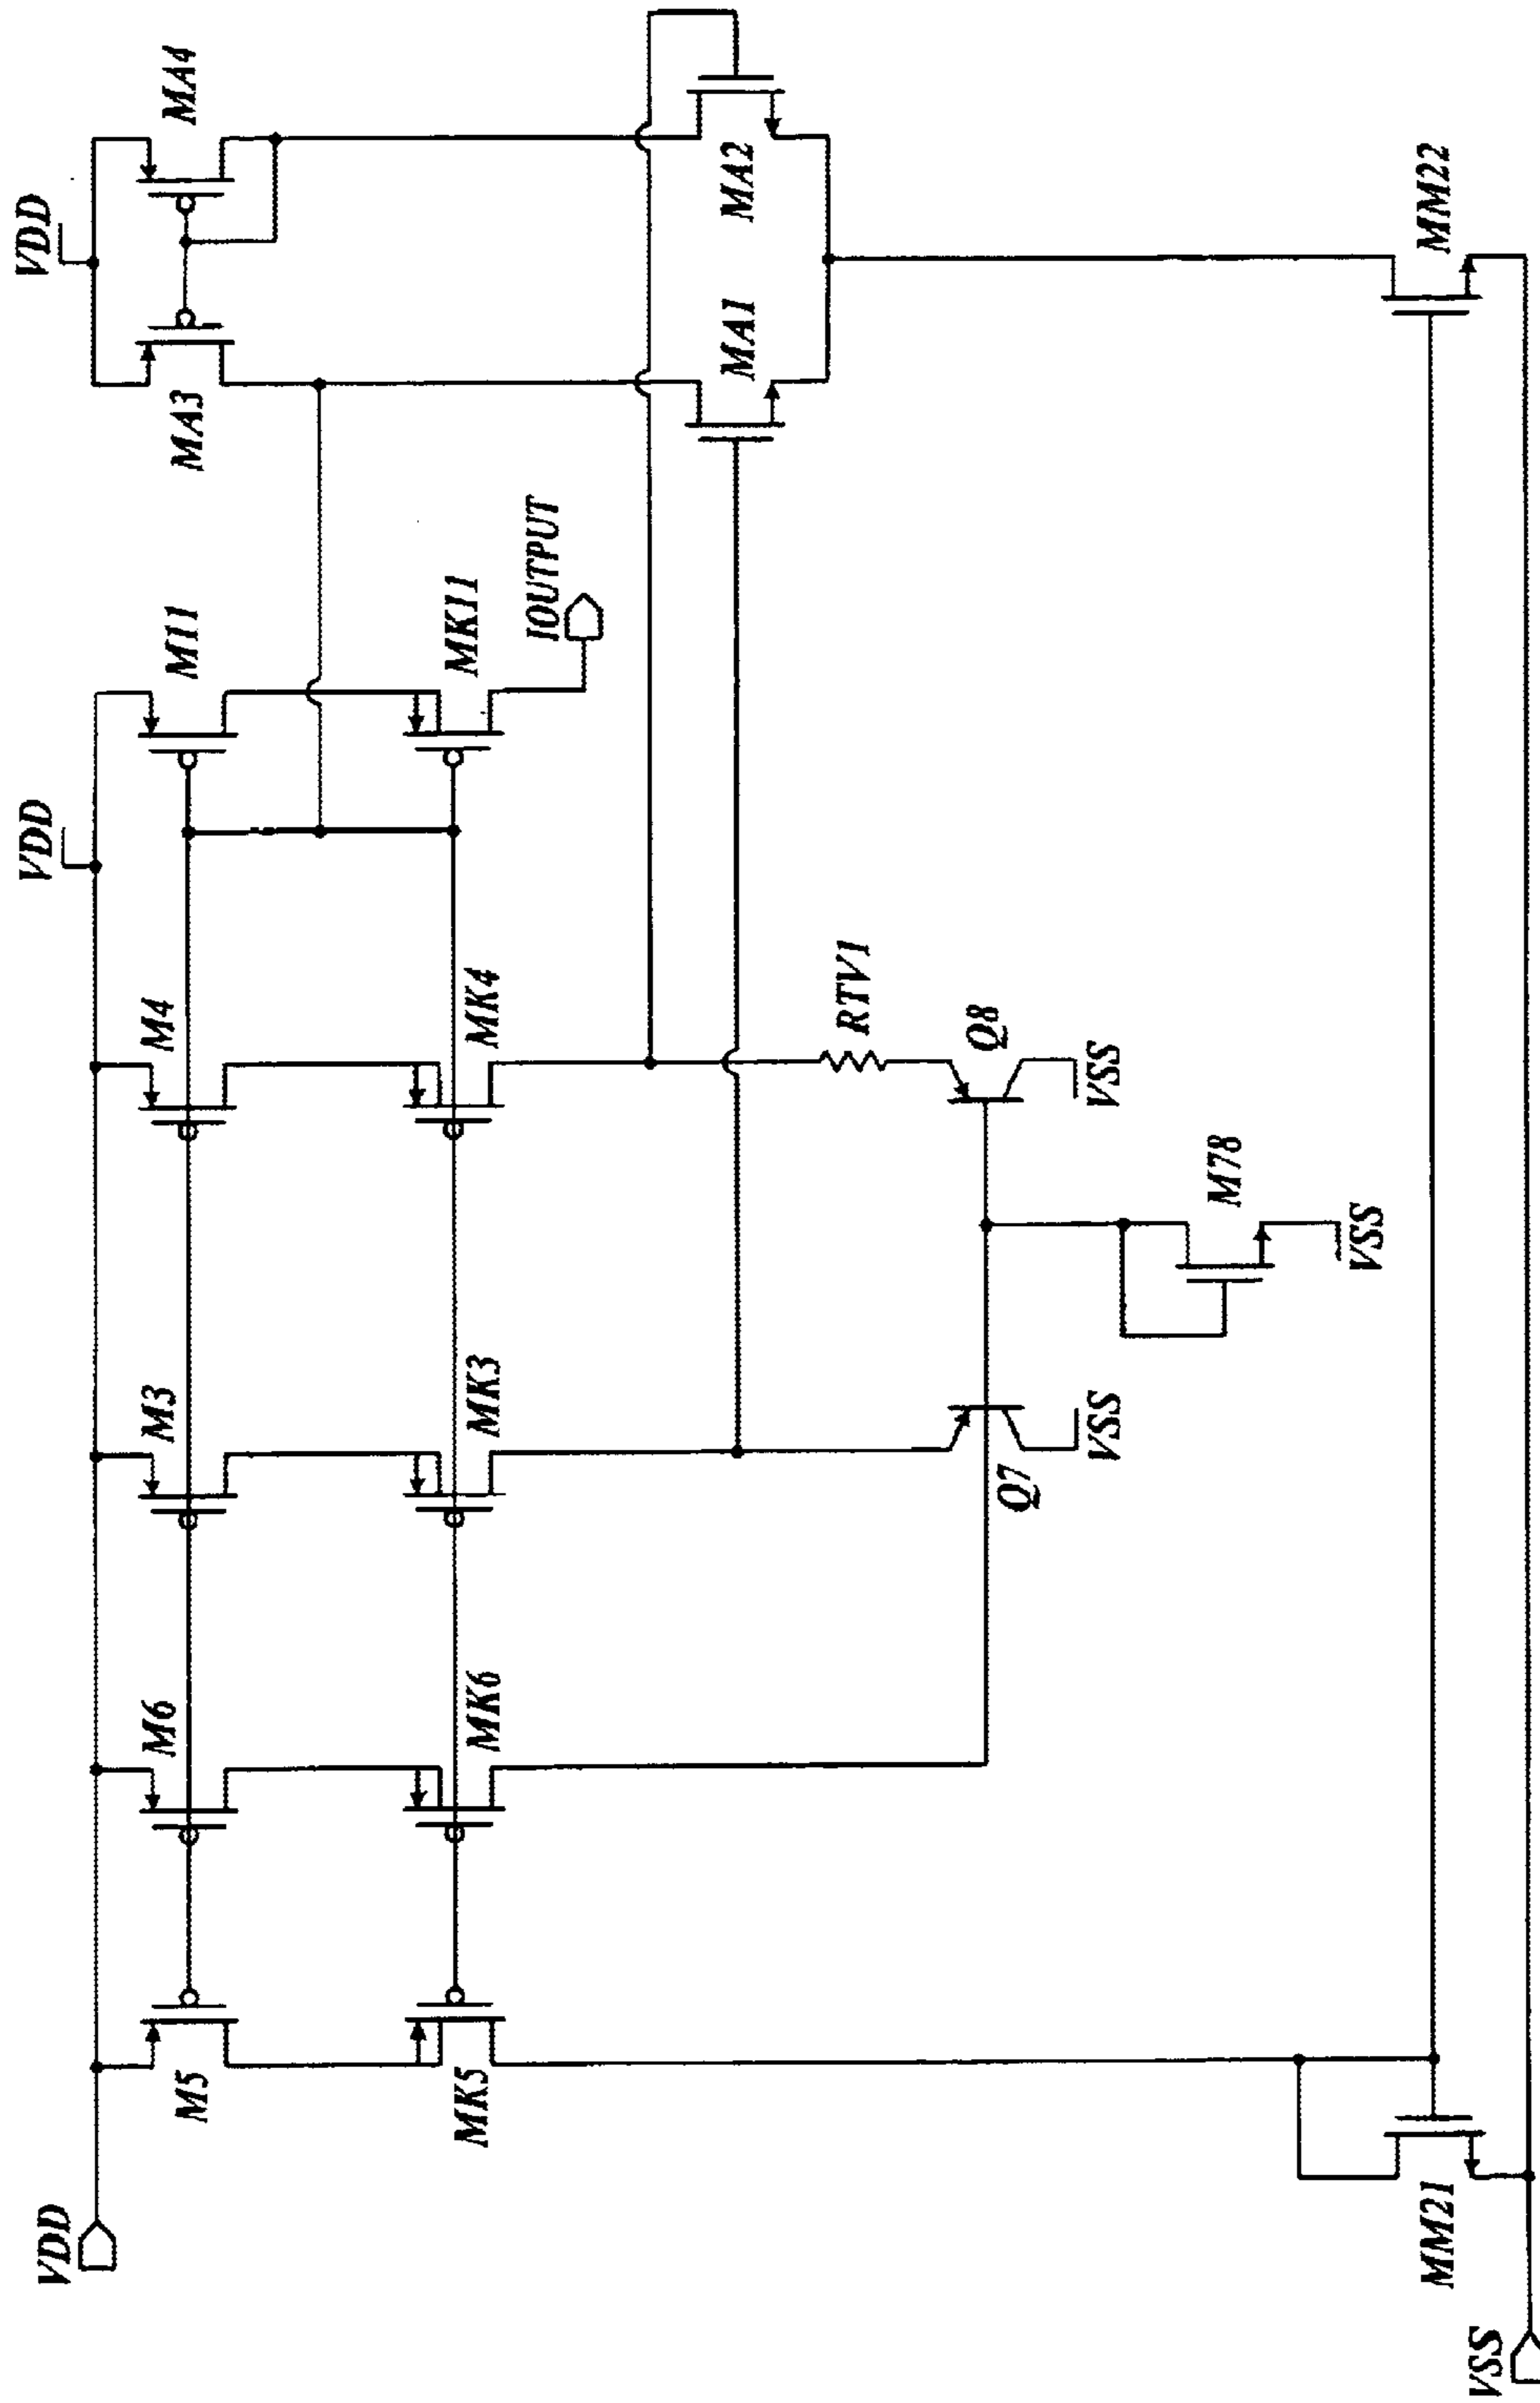 VDD
VDD
VDD
M5
M6
M3
M4
M11
MA3
MA4
MK5
MK6
MK3
MK4
MK11
IOUTPUT
MA1
MA2
RTV1
Q7
Q8
VSS
VSS
M78
VSS
MM21
MM22
VSS